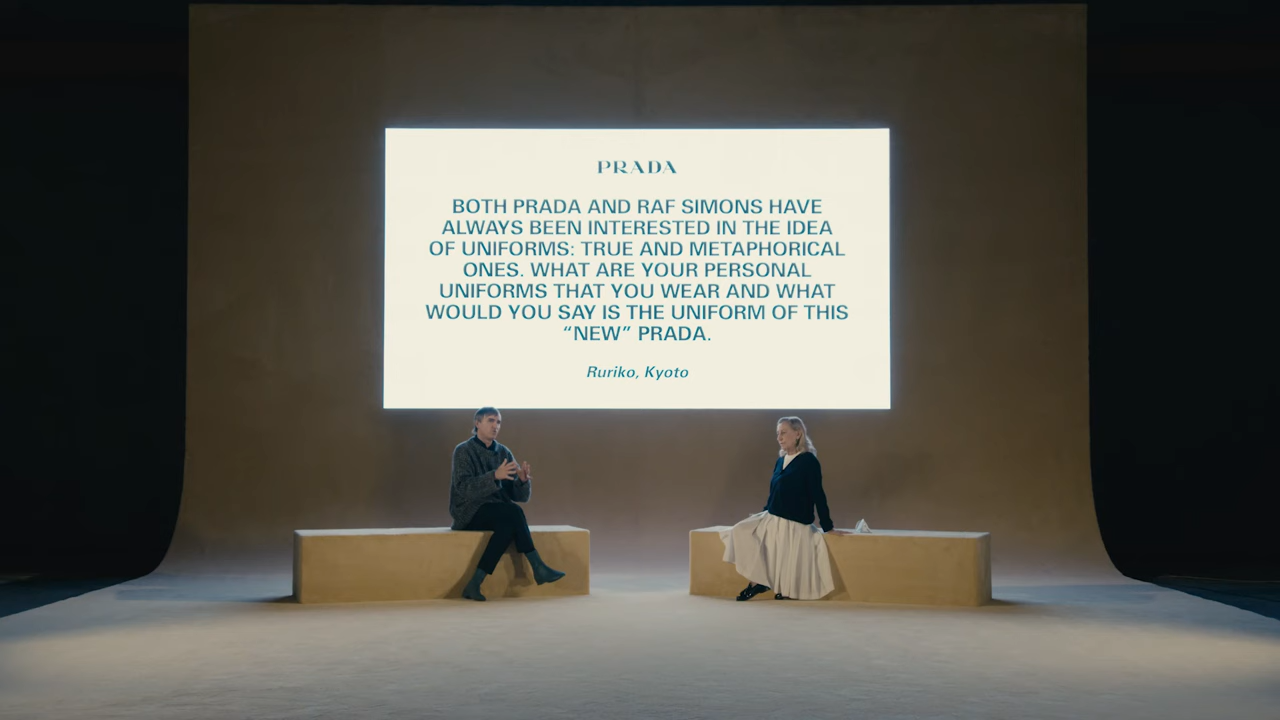 PRADA
BOTH PRADA AND RAF SIMONS HAVE
ALWAYS BEEN INTERESTED IN THE IDEA
OF UNIFORMS: TRUE AND METAPHORICAL
ONES. WHAT ARE YOUR PERSONAL
UNIFORMS THAT YOU WEAR AND WHAT
WOULD YOU SAY IS THE UNIFORM OF THIS
“NEW” PRADA.
Ruriko, Kyoto